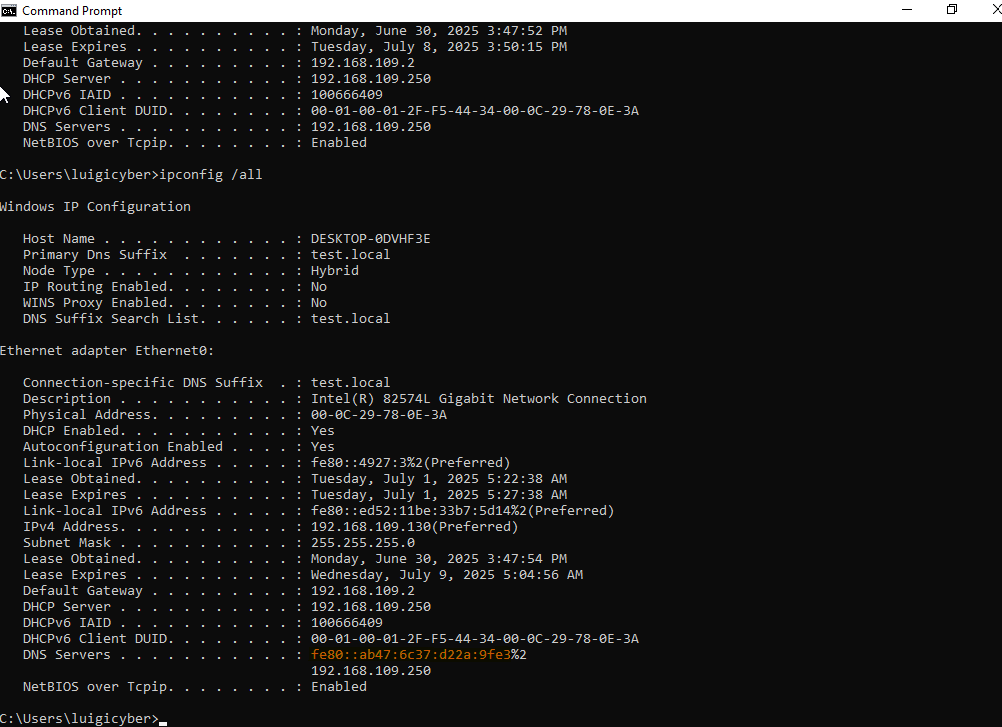 Command Prompt
   Lease Obtained. . . . . . . . . . : Monday, June 30, 2025 3:47:52 PM
   Lease Expires . . . . . . . . . . : Tuesday, July 8, 2025 3:50:15 PM
   Default Gateway . . . . . . . . . : 192.168.109.2
   DHCP Server . . . . . . . . . . . : 192.168.109.250
   DHCPv6 IAID . . . . . . . . . . . : 100666409
   DHCPv6 Client DUID. . . . . . . . : 00-01-00-01-2F-F5-44-34-00-0C-29-78-0E-3A
   DNS Servers . . . . . . . . . . . : 192.168.109.250
   NetBIOS over Tcpip. . . . . . . . : Enabled
C:\Users\luigicyber>ipconfig /all
Windows IP Configuration
   Host Name . . . . . . . . . . . . : DESKTOP-0DVHF3E
   Primary Dns Suffix  . . . . . . . : test.local
   Node Type . . . . . . . . . . . . : Hybrid
   IP Routing Enabled. . . . . . . . : No
   WINS Proxy Enabled. . . . . . . . : No
   DNS Suffix Search List. . . . . . : test.local
Ethernet adapter Ethernet0:
   Connection-specific DNS Suffix  . : test.local
   Description . . . . . . . . . . . : Intel(R) 82574L Gigabit Network Connection
   Physical Address. . . . . . . . . : 00-0C-29-78-0E-3A
   DHCP Enabled. . . . . . . . . . . : Yes
   Autoconfiguration Enabled . . . . : Yes
   Link-local IPv6 Address . . . . . : fe80::4927:3%2(Preferred)
   Lease Obtained. . . . . . . . . . : Tuesday, July 1, 2025 5:22:38 AM
   Lease Expires . . . . . . . . . . : Tuesday, July 1, 2025 5:27:38 AM
   Link-local IPv6 Address . . . . . : fe80::ed52:11be:33b7:5d14%2(Preferred)
   IPv4 Address. . . . . . . . . . . : 192.168.109.130(Preferred)
   Subnet Mask . . . . . . . . . . . : 255.255.255.0
   Lease Obtained. . . . . . . . . . : Monday, June 30, 2025 3:47:54 PM
   Lease Expires . . . . . . . . . . : Wednesday, July 9, 2025 5:04:56 AM
   Default Gateway . . . . . . . . . : 192.168.109.2
   DHCP Server . . . . . . . . . . . : 192.168.109.250
   DHCPv6 IAID . . . . . . . . . . . : 100666409
   DHCPv6 Client DUID. . . . . . . . : 00-01-00-01-2F-F5-44-34-00-0C-29-78-0E-3A
   DNS Servers . . . . . . . . . . . : fe80::ab47:6c37:d22a:9fe3%2
                                       192.168.109.250
   NetBIOS over Tcpip. . . . . . . . : Enabled
C:\Users\luigicyber>